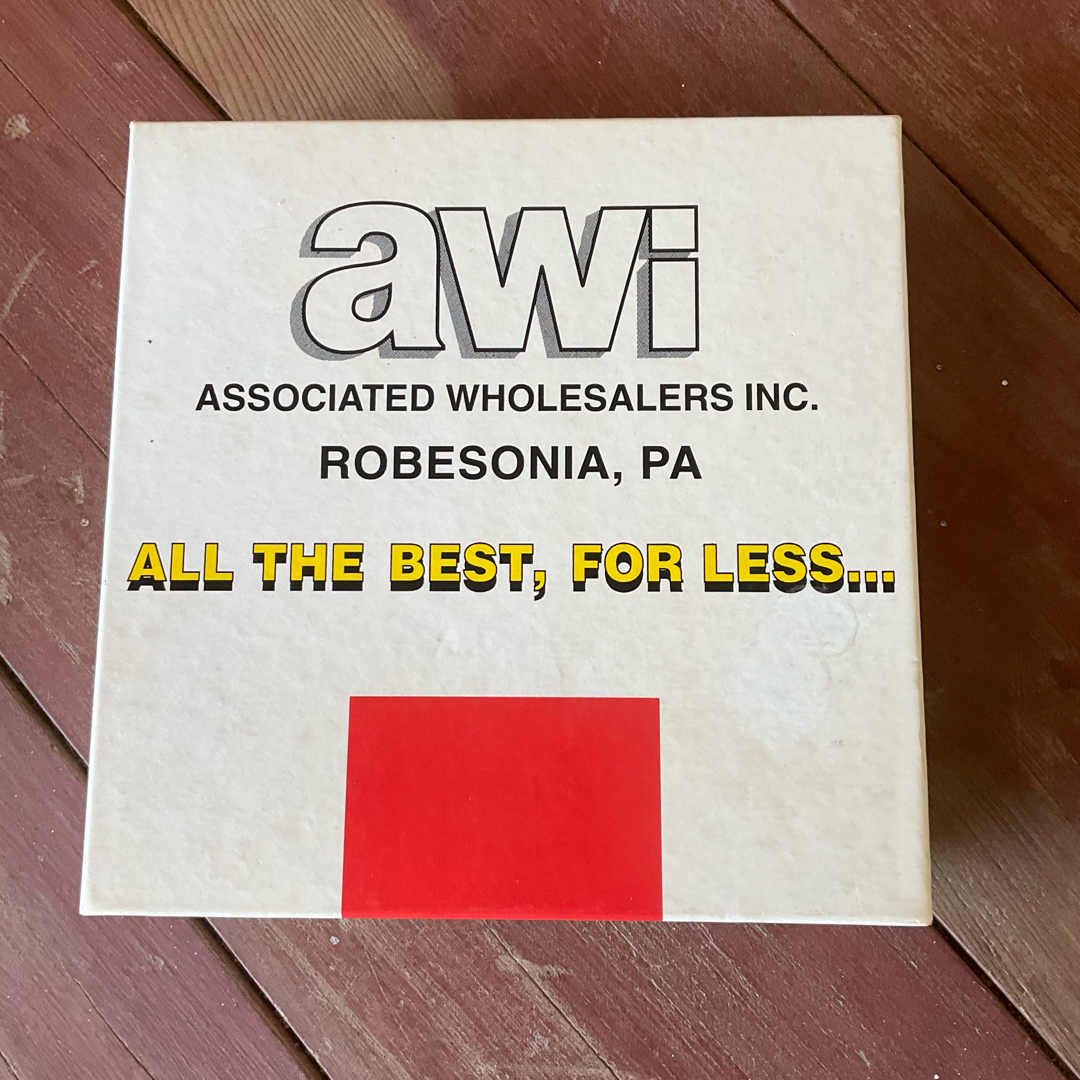 awi
ASSOCIATED WHOLESALERS INC.
ROBESONIA, PA
ALL THE BEST, FOR LESS...